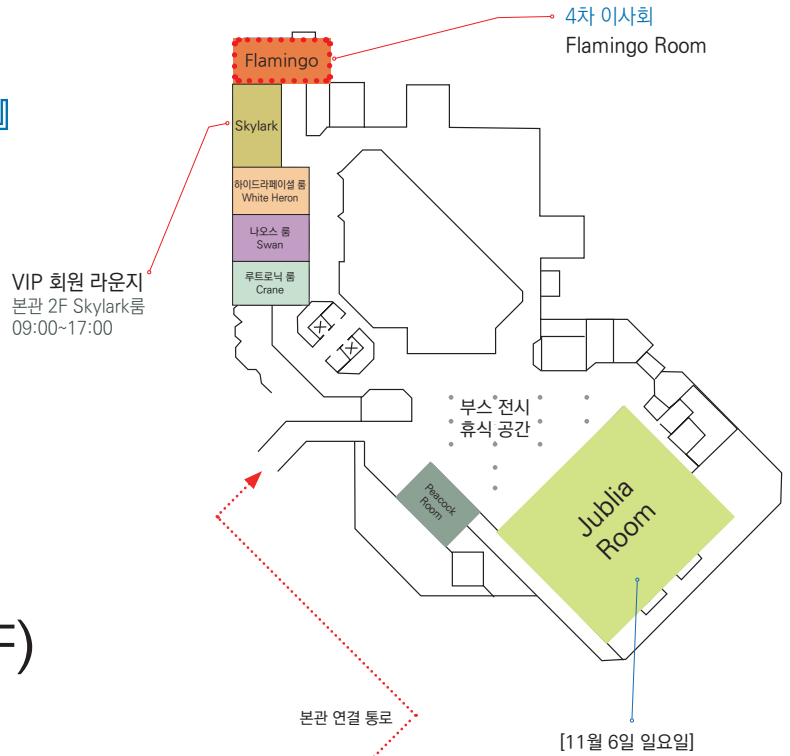 4차 이사회
Flamingo Room
Flamingo
Skylark
하이드라페이셜 룸
White Heron
나오스 룸
Swan
루트로닉 룸
Crane
VIP 회원 라운지
본관 2F Skylark룸
09:00~17:00
부스 전시
휴식 공간
Peacock
Room
Jublia
Room
F)
본관 연결 통로
[11월 6일 일요일]